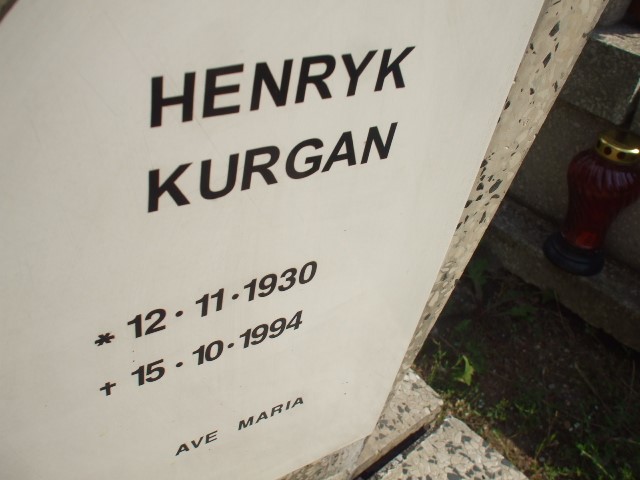 HENRYK
KURGAN
* 12 · 11 · 1930
† 15 · 10 · 1994
AVE MARIA